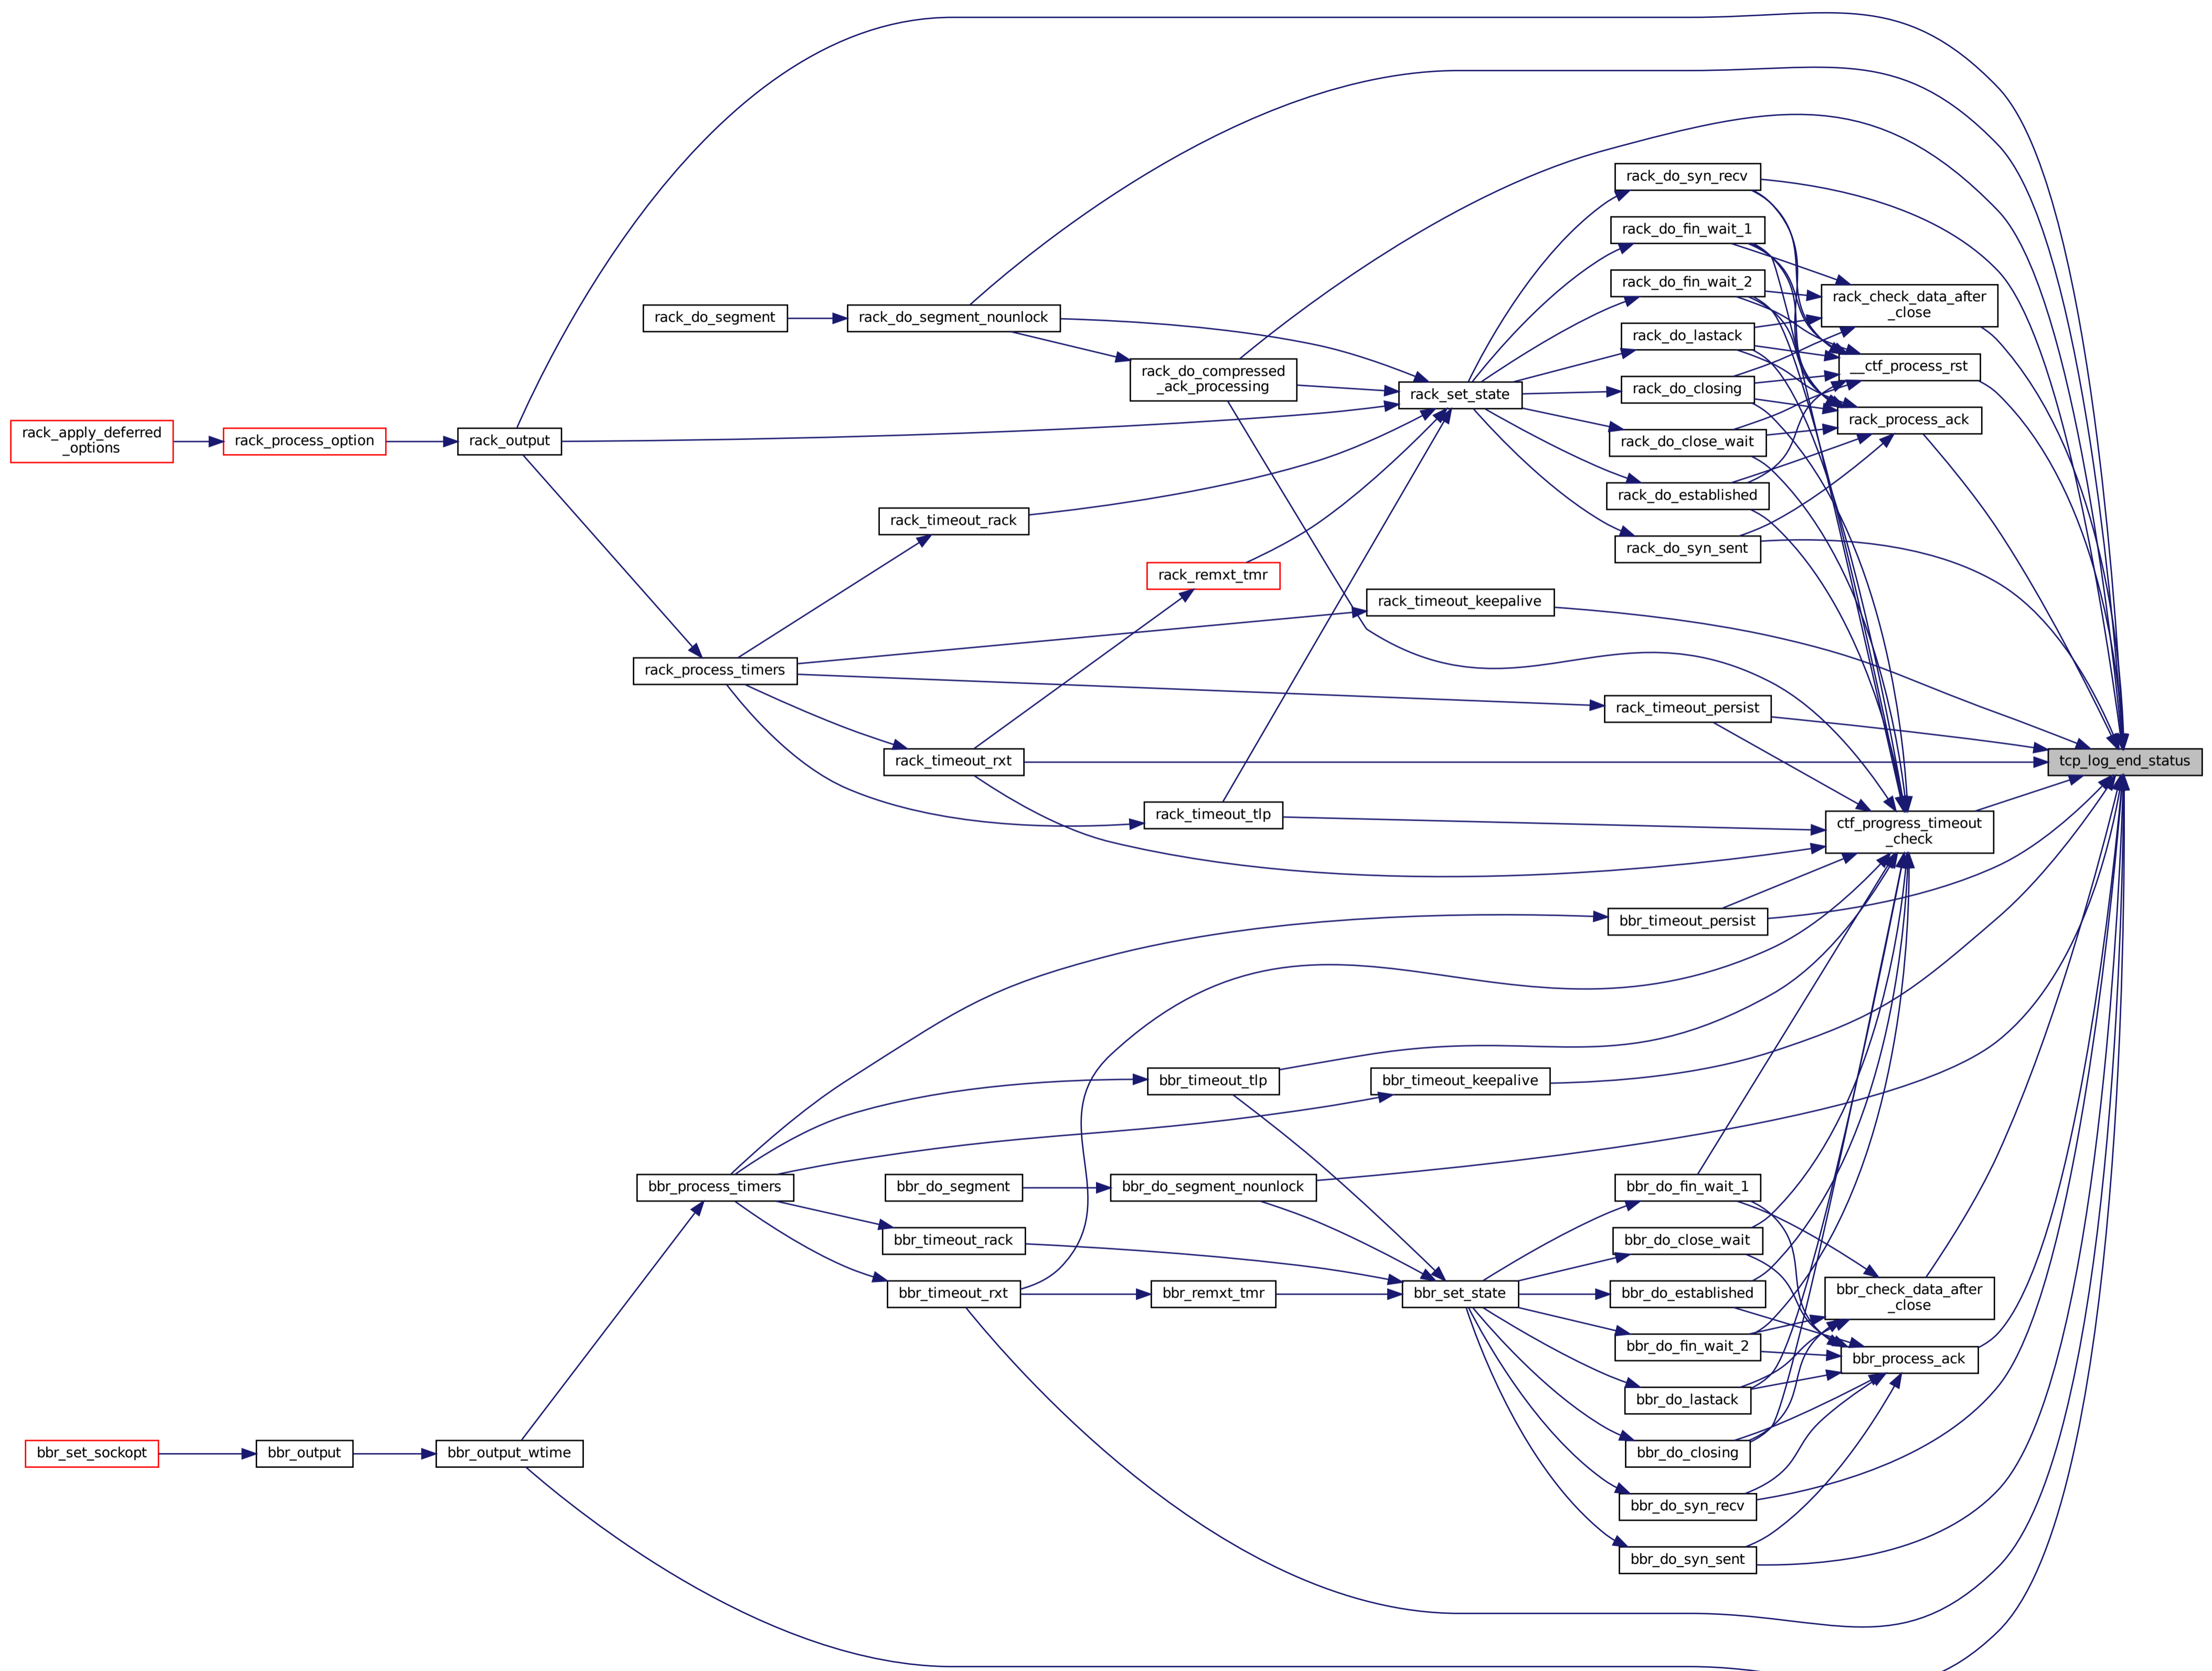 rack_do_syn_recv
rack_do_fin_wait_1
rack_do_fin_wait_2
rack_check_data_after
_close
rack_do_segment
rack_do_segment_nounlock
rack_do_lastack
__ctf_process_rst
rack_do_compressed
_ack_processing
rack_do_closing
rack_set_state
rack_process_ack
rack_apply_deferred
_options
rack_process_option
rack_output
rack_do_close_wait
rack_do_established
rack_timeout_rack
rack_do_syn_sent
rack_remxt_tmr
rack_timeout_keepalive
rack_process_timers
rack_timeout_persist
rack_timeout_rxt
tcp_log_end_status
rack_timeout_tlp
ctf_progress_timeout
_check
bbr_timeout_persist
bbr_timeout_tlp
bbr_timeout_keepalive
bbr_process_timers
bbr_do_segment
bbr_do_segment_nounlock
bbr_do_fin_wait_1
bbr_timeout_rack
bbr_do_close_wait
bbr_timeout_rxt
bbr_remxt_tmr
bbr_set_state
bbr_do_established
bbr_check_data_after
_close
bbr_do_fin_wait_2
bbr_process_ack
bbr_do_lastack
bbr_set_sockopt
bbr_output
bbr_output_wtime
bbr_do_closing
bbr_do_syn_recv
bbr_do_syn_sent